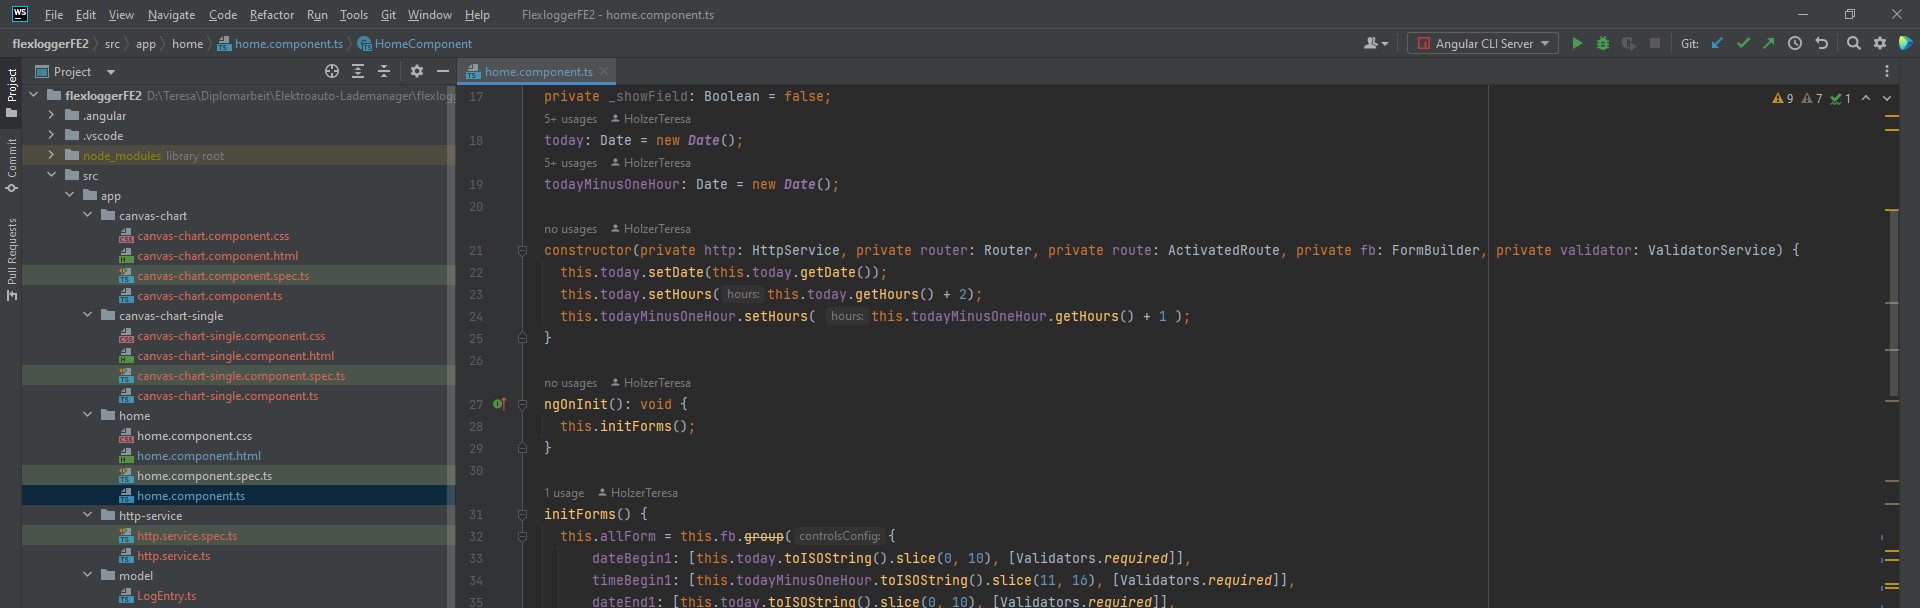 WS File Edit View Navigate Code Refactor Run Tools Git Window Help FlexloggerFE2 - home.component.ts
flexloggerFE2 src app home home.component.ts HomeComponent Angular CLI Server Git:
Project
home.component.ts
Project
Commit
Pull Requests
flexloggerFE2 D:\Teresa\Diplomarbeit\Elektroauto-Lademanager\flexlogg
.angular
.vscode
node_modules library root
src
app
canvas-chart
canvas-chart.component.css
canvas-chart.component.html
canvas-chart.component.spec.ts
canvas-chart.component.ts
canvas-chart-single
canvas-chart-single.component.css
canvas-chart-single.component.html
canvas-chart-single.component.spec.ts
canvas-chart-single.component.ts
home
home.component.css
home.component.html
home.component.spec.ts
home.component.ts
http-service
http.service.spec.ts
http.service.ts
model
LogEntry.ts
9 7 1
17 private _showField: Boolean = false;
5+ usages HolzerTeresa
18 today: Date = new Date();
5+ usages HolzerTeresa
19 todayMinusOneHour: Date = new Date();
20
no usages HolzerTeresa
21 constructor(private http: HttpService, private router: Router, private route: ActivatedRoute, private fb: FormBuilder, private validator: ValidatorService) {
22 this.today.setDate(this.today.getDate());
23 this.today.setHours( hours: this.today.getHours() + 2);
24 this.todayMinusOneHour.setHours( hours: this.todayMinusOneHour.getHours() + 1 );
25 }
26
no usages HolzerTeresa
27 ngOnInit(): void {
28 this.initForms();
29 }
30
1 usage HolzerTeresa
31 initForms() {
32 this.allForm = this.fb.group( controlsConfig: {
33 dateBegin1: [this.today.toISOString().slice(0, 10), [Validators.required]],
34 timeBegin1: [this.todayMinusOneHour.toISOString().slice(11, 16), [Validators.required]],
35 dateEnd1: [this.today.toISOString().slice(0, 10), [Validators.required]],